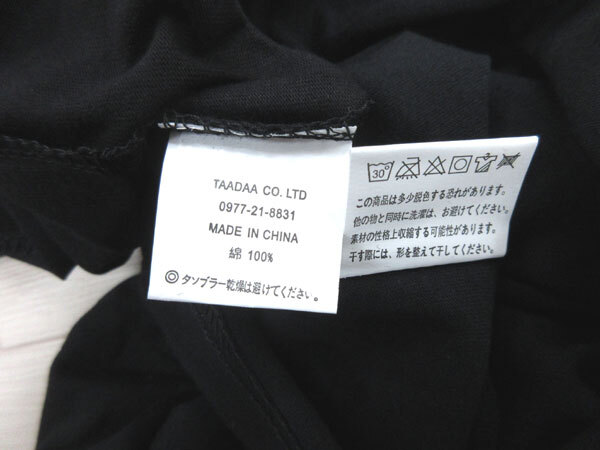 TAADAA CO. LTD
0977-21-8831
MADE IN CHINA
綿 100%
◎タンブラー乾燥は避けてください。
30°
この商品は多少脱色する恐れがあります。
他の物と同時に洗濯は、お避けてください。
素材の性格上収縮する可能性があります。
干す際には、形を整えて干してください。